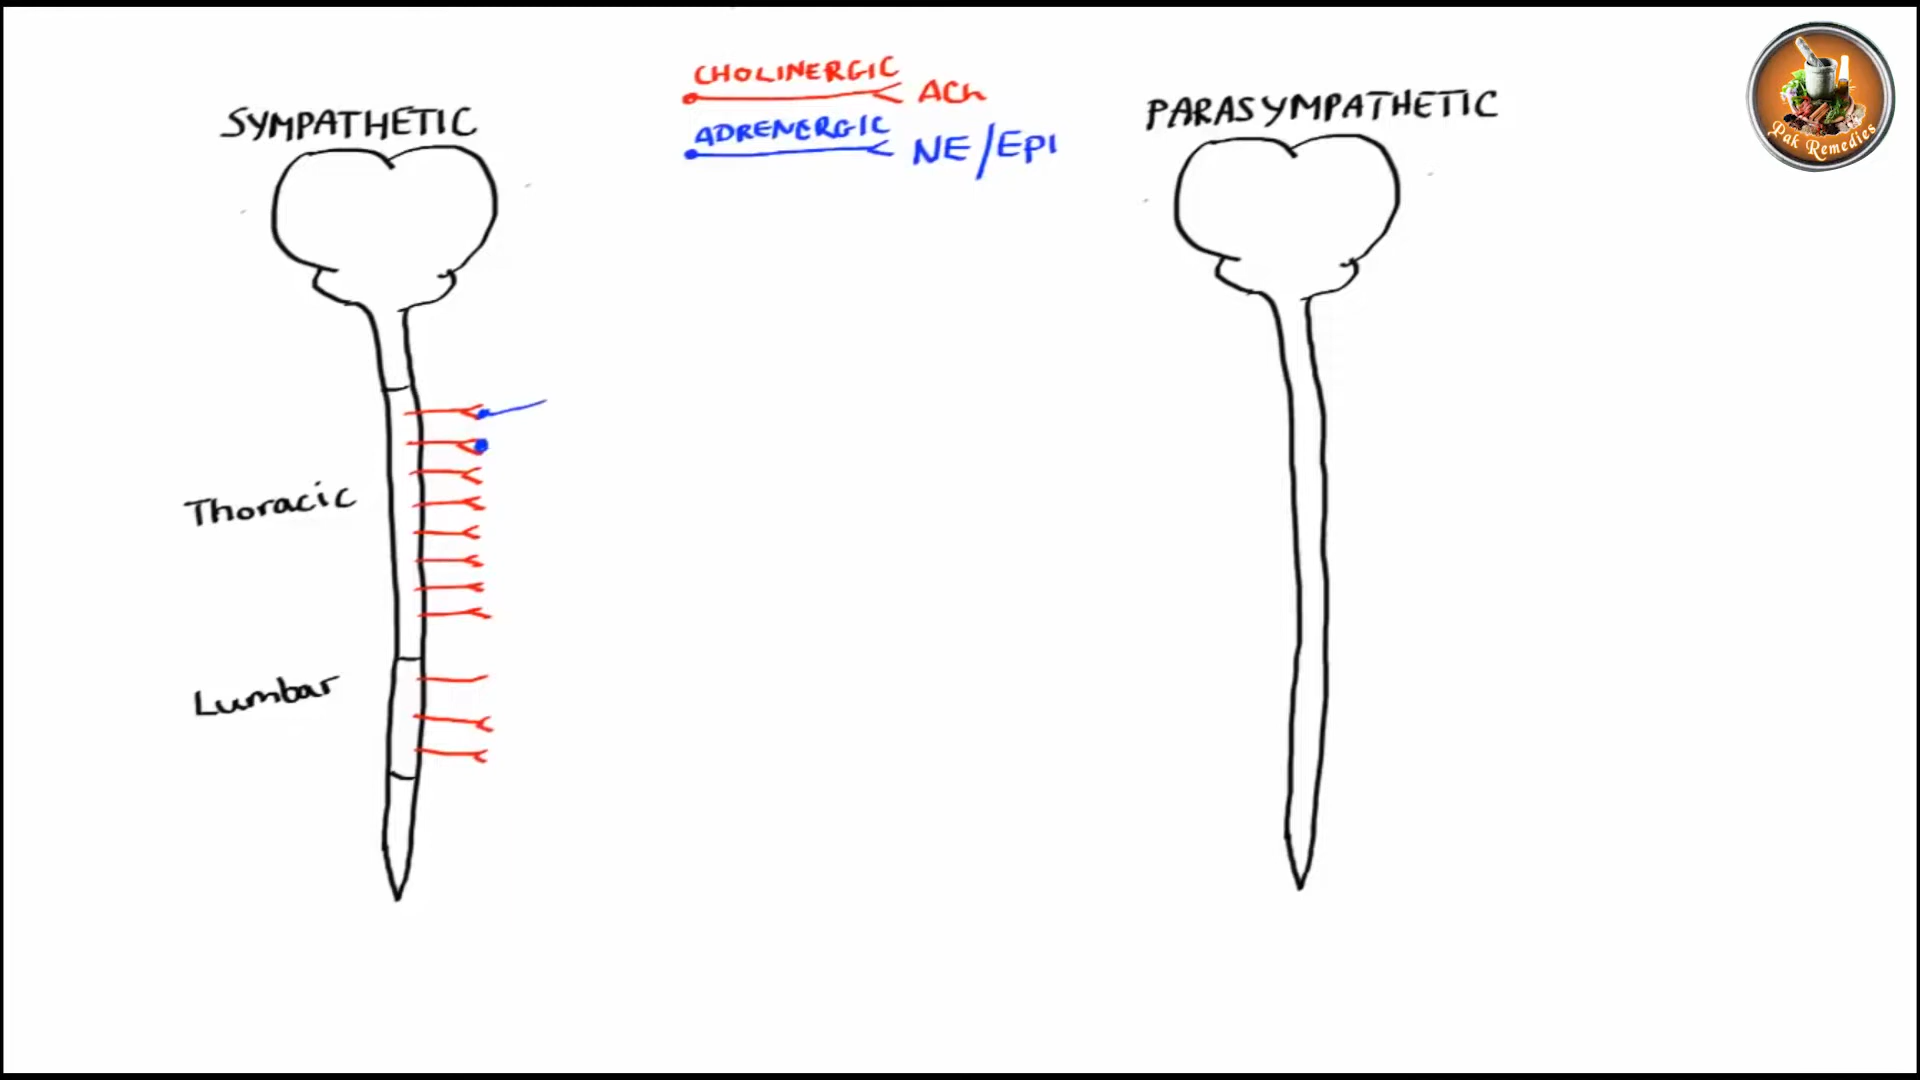 SYMPATHETIC
CHOLINERGIC
ACh
ADRENERGIC
NE/EPI
PARASYMPATHETIC
Pak Remedies
Thoracic
Lumbar